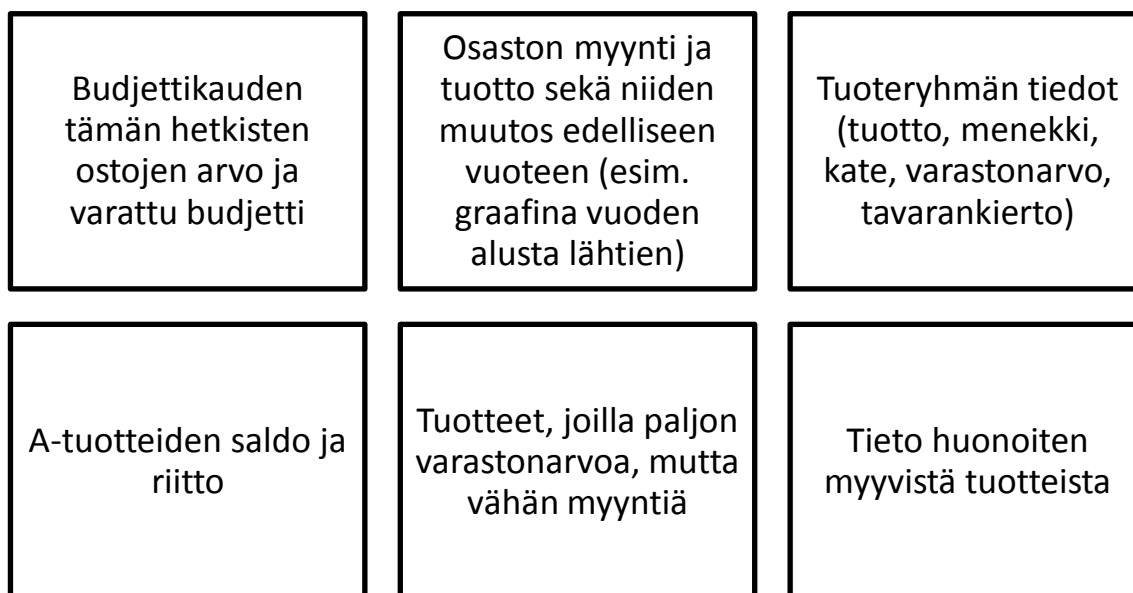 Budjettikauden
tämän hetkisten
ostojen arvo ja
varattu budjetti
Osaston myynti ja
tuotto sekä niiden
muutos edelliseen
vuoteen (esim.
graafina vuoden
alusta lähtien)
Tuoteryhmän tiedot
(tuotto, menekki,
kate, varastonarvo,
tavarankierto)
A-tuotteiden saldo ja
riitto
Tuotteet, joilla paljon
varastonarvoa, mutta
vähän myyntiä
Tieto huonoiten
myyvistä tuotteista